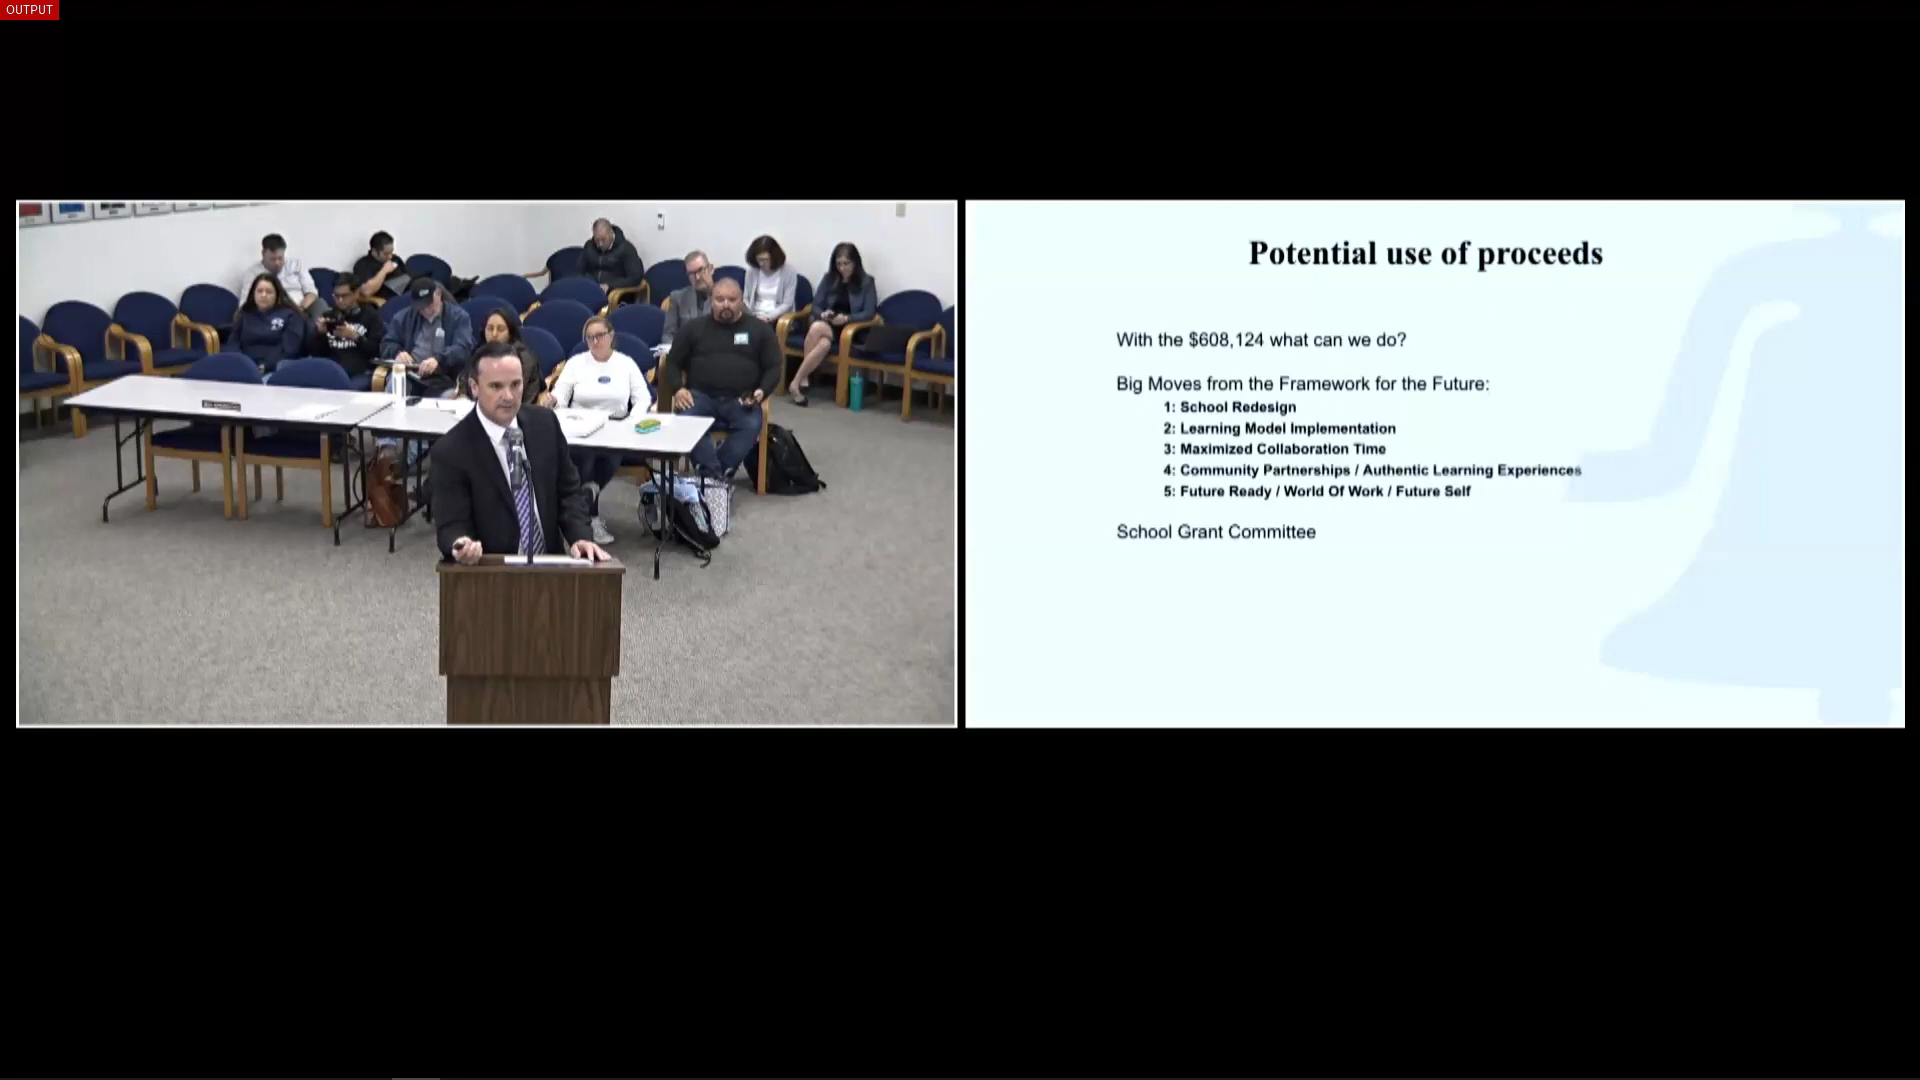 OUTPUT
Potential use of proceeds
With the $608,124 what can we do?
Big Moves from the Framework for the Future:
1: School Redesign
2: Learning Model Implementation
3: Maximized Collaboration Time
4: Community Partnerships / Authentic Learning Experiences
5: Future Ready / World Of Work / Future Self
School Grant Committee